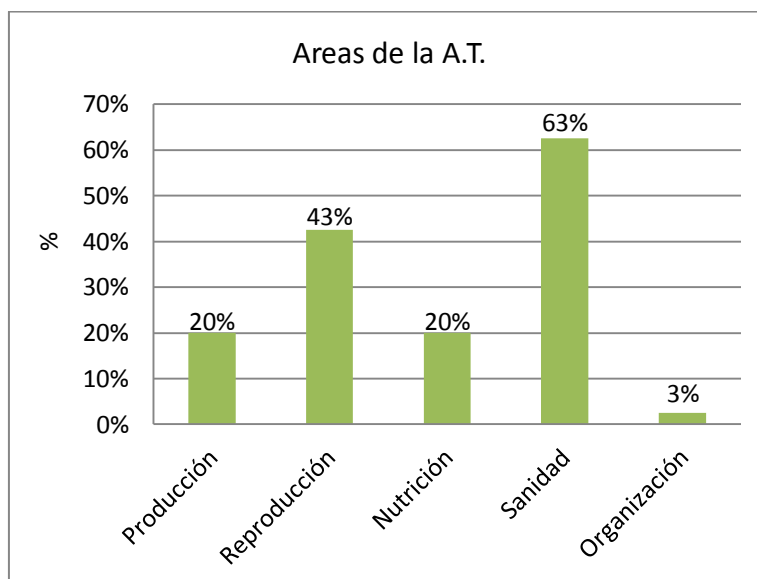 Areas de la A.T.
70%
60%
50%
40%
30%
20%
10%
0%
%
20%
43%
20%
63%
3%
Producción
Reproducción
Nutrición
Sanidad
Organización